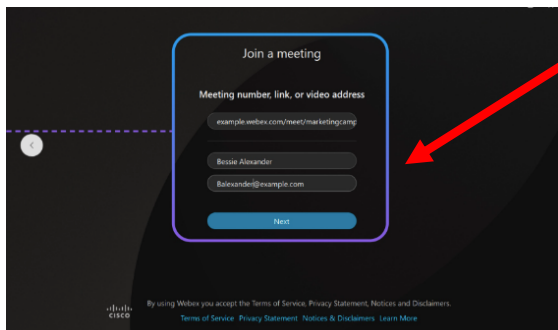 Join a meeting
Meeting number, link, or video address
example.webex.com/meet/marketingcamp
Bessie Alexander
Balexander@example.com
Next
By using Webex you accept the Terms of Service, Privacy Statement, Notices and Disclaimers.
CISCO
Terms of Service Privacy Statement Notices & Disclaimers Learn More